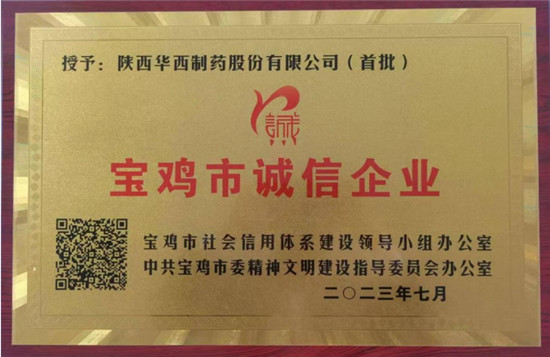 授予：陕西华西制药股份有限公司（首批）
誠
宝鸡市诚信企业
宝鸡市社会信用体系建设领导小组办公室
中共宝鸡市委精神文明建设指导委员会办公室
二〇二三年七月